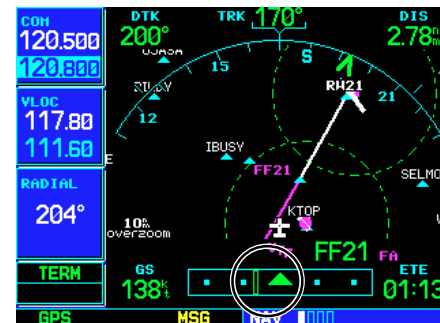 COM
120.500
120.800
VLOC
117.80
111.60
RADIAL
204°
TERM
GPS
DTK
200°
TRK 170°
DIS
2.78
15
S
12
21
E
RW21
IBUSY
FF21
SELMO
KTOP
10
overzoom
FF21 FA
GS
138
ETE
01:13
MSG
NAV